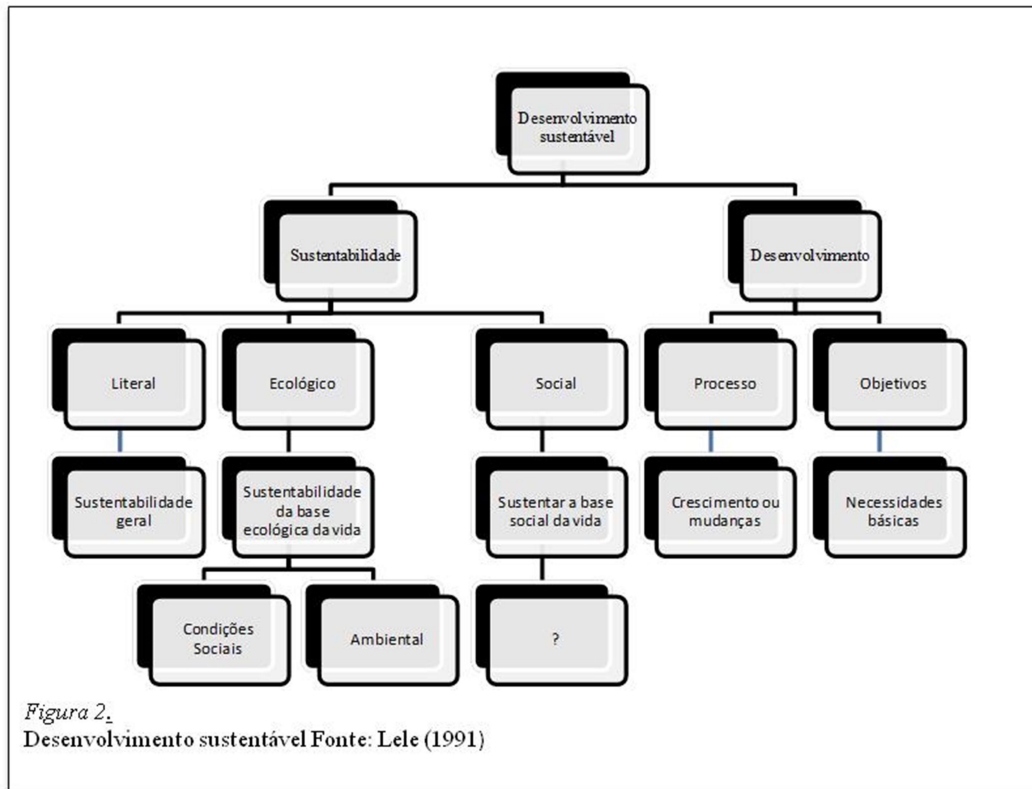 Desenvolvimento
sustentável
Sustentabilidade
Desenvolvimento
Literal
Ecológico
Social
Processo
Objetivos
Sustentabilidade
geral
Sustentabilidade
da base
ecológica da vida
Sustentar a base
social da vida
Crescimento ou
mudanças
Necessidades
básicas
Condições
Sociais
Ambiental
?
Figura 2.
Desenvolvimento sustentável Fonte: Lele (1991)